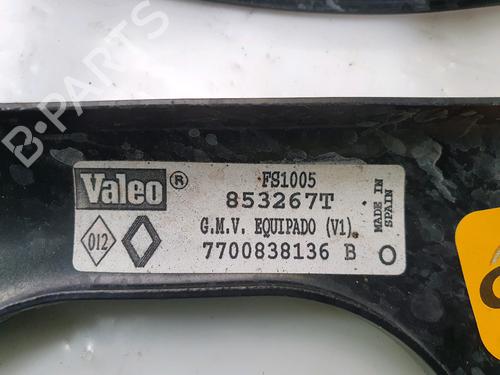 B-PARTS
Valeo ® FS1005
853267T
G.M.V. EQUIPADO (V1)
7700838136 B
012
MADE IN
SPAIN